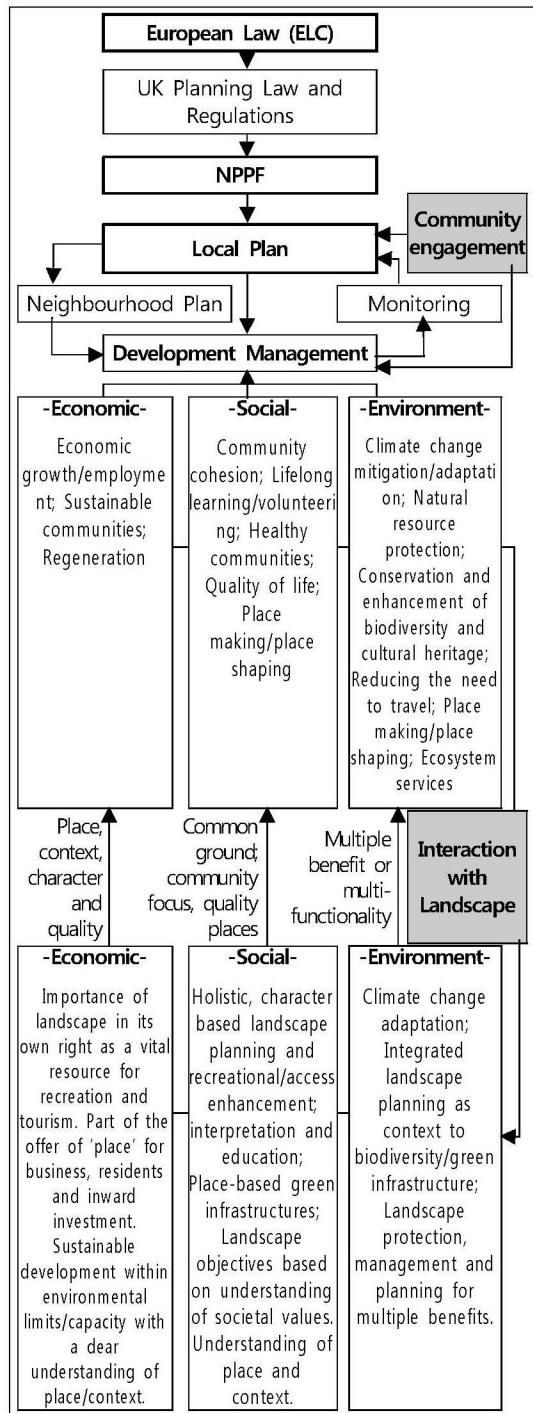 European Law (ELC)
UK Planning Law and
Regulations
NPPF
Community
engagement
Local Plan
Neighbourhood Plan
Monitoring
Development Management
-Economic-
Economic
growth/employme
nt; Sustainable
communities;
Regeneration
-Social-
Community
cohesion; Lifelong
learning/volunteeri
ng; Healthy
communities;
Quality of life;
Place
making/place
shaping
-Environment-
Climate change
mitigation/adaptati
on; Natural
resource
protection;
Conservation and
enhancement of
biodiversity and
cultural heritage;
Reducing the need
to travel; Place
making/place
shaping; Ecosystem
services
Place,
context,
character
and
quality
Common
ground;
community
focus, quality
places
Multiple
benefit or
multi-
functionality
Interaction
with
Landscape
-Economic-
Importance of
landscape in its
own right as a vital
resource for
recreation and
tourism. Part of the
offer of 'place' for
business, residents
and inward
investment.
Sustainable
development within
environmental
limits/capacity with
a dear
understanding of
place/context.
-Social-
Holistic, character
based landscape
planning and
recreational/access
enhancement;
interpretation and
education;
Place-based green
infrastructures;
Landscape
objectives based
on understanding
of societal values.
Understanding of
place and
context.
-Environment-
Climate change
adaptation;
Integrated
landscape
planning as
context to
biodiversity/green
infrastructure;
Landscape
protection,
management and
planning for
multiple benefits.